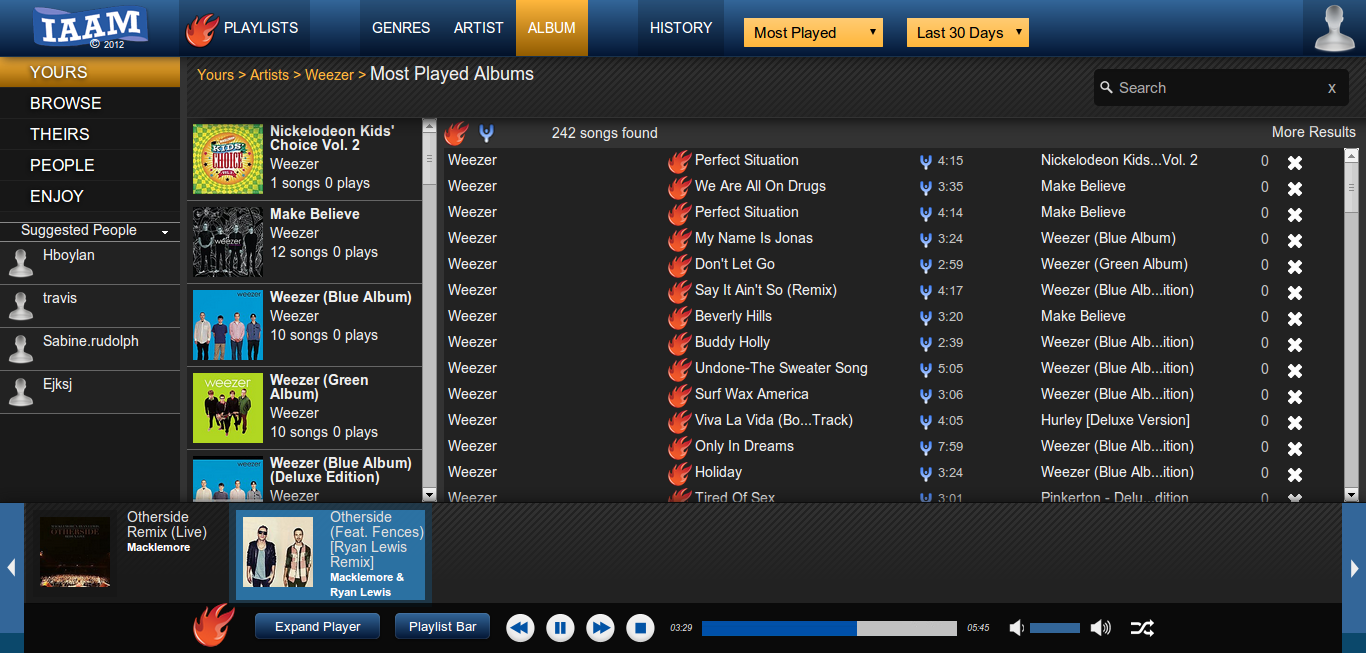 IAAM
© 2012
PLAYLISTS
GENRES
ARTIST
ALBUM
HISTORY
Most Played
Last 30 Days
YOURS
BROWSE
THEIRS
PEOPLE
ENJOY
Suggested People
Hboylan
travis
Sabine.rudolph
Ejksj
Yours > Artists > Weezer > Most Played Albums
Search x
Nickelodeon Kids'
Choice Vol. 2
Weezer
1 songs 0 plays
KIDS'
CHOICE
Make Believe
Weezer
12 songs 0 plays
weezer
Weezer (Blue Album)
Weezer
10 songs 0 plays
weezer
Weezer (Green
Album)
Weezer
10 songs 0 plays
weezer
Weezer (Blue Album)
(Deluxe Edition)
Weezer
weezer
242 songs found
More Results
Weezer Perfect Situation 4:15 Nickelodeon Kids...Vol. 2 0
Weezer We Are All On Drugs 3:35 Make Believe 0
Weezer Perfect Situation 4:14 Make Believe 0
Weezer My Name Is Jonas 3:24 Weezer (Blue Album) 0
Weezer Don't Let Go 2:59 Weezer (Green Album) 0
Weezer Say It Ain't So (Remix) 4:17 Weezer (Blue Alb...ition) 0
Weezer Beverly Hills 3:20 Make Believe 0
Weezer Buddy Holly 2:39 Weezer (Blue Alb...ition) 0
Weezer Undone-The Sweater Song 5:05 Weezer (Blue Alb...ition) 0
Weezer Surf Wax America 3:06 Weezer (Blue Alb...ition) 0
Weezer Viva La Vida (Bo...Track) 4:05 Hurley [Deluxe Version] 0
Weezer Only In Dreams 7:59 Weezer (Blue Alb...ition) 0
Weezer Holiday 3:24 Weezer (Blue Alb...ition) 0
Weezer Tired Of Sex 3:01 Pinkerton - Delu...dition 0
OTHERSIDE
Otherside
Remix (Live)
Macklemore
Otherside
(Feat. Fences)
[Ryan Lewis
Remix]
Macklemore &
Ryan Lewis
Expand Player
Playlist Bar
03:29
05:45